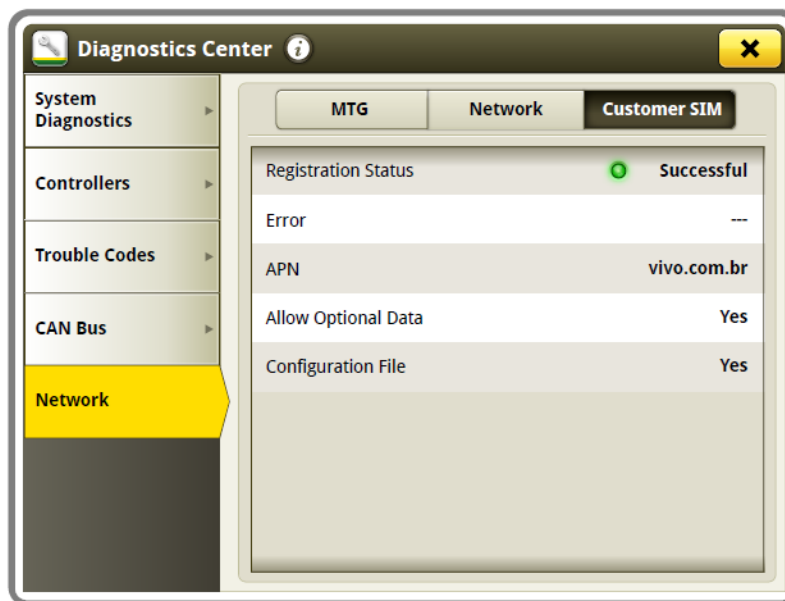 Diagnostics Center
System
Diagnostics
Controllers
Trouble Codes
CAN Bus
Network
MTG Network Customer SIM
Registration Status Successful
Error ---
APN vivo.com.br
Allow Optional Data Yes
Configuration File Yes